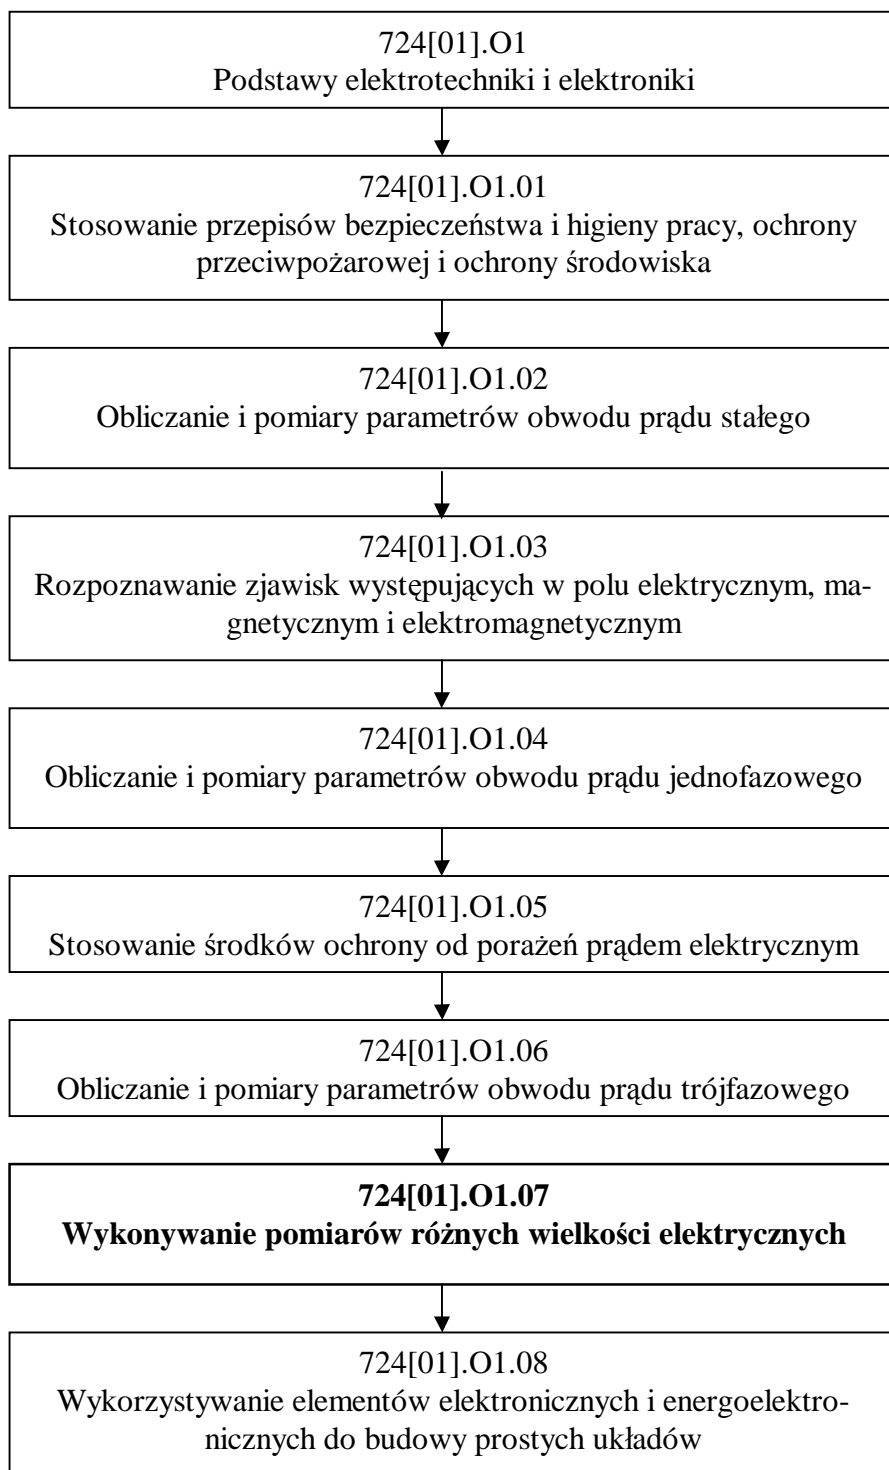 724[01].O1
Podstawy elektrotechniki i elektroniki
724[01].O1.01
Stosowanie przepisów bezpieczeństwa i higieny pracy, ochrony
przeciwpożarowej i ochrony środowiska
724[01].O1.02
Obliczanie i pomiary parametrów obwodu prądu stałego
724[01].O1.03
Rozpoznawanie zjawisk występujących w polu elektrycznym, ma-
gnetycznym i elektromagnetycznym
724[01].O1.04
Obliczanie i pomiary parametrów obwodu prądu jednofazowego
724[01].O1.05
Stosowanie środków ochrony od porażeń prądem elektrycznym
724[01].O1.06
Obliczanie i pomiary parametrów obwodu prądu trójfazowego
724[01].O1.07
Wykonywanie pomiarów różnych wielkości elektrycznych
724[01].O1.08
Wykorzystywanie elementów elektronicznych i energoelektro-
nicznych do budowy prostych układów